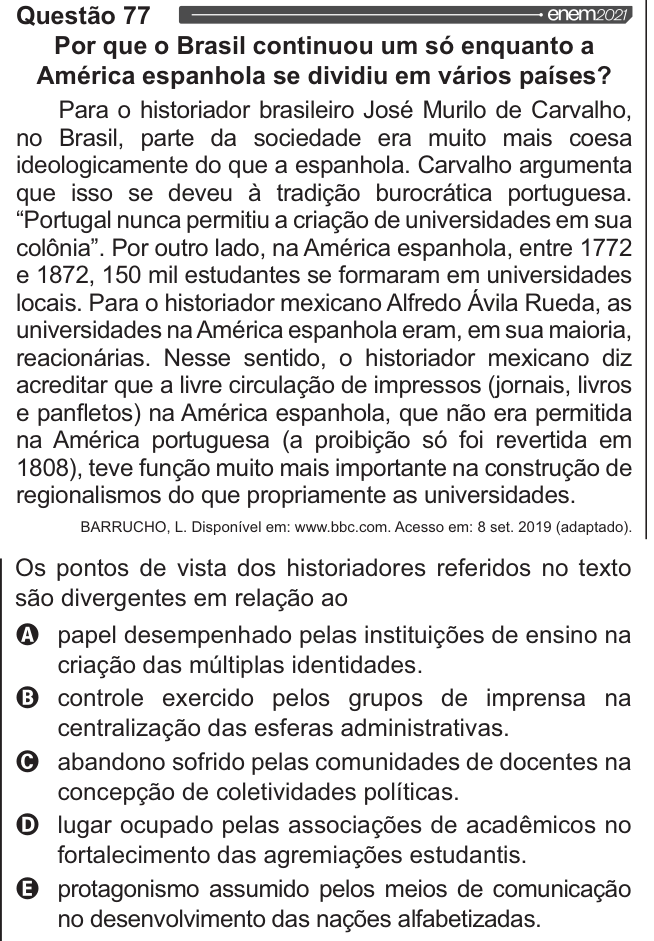 Questão 77
enem2021
Por que o Brasil continuou um só enquanto a
América espanhola se dividiu em vários países?
Para o historiador brasileiro José Murilo de Carvalho,
no Brasil, parte da sociedade era muito mais coesa
ideologicamente do que a espanhola. Carvalho argumenta
que isso se deveu à tradição burocrática portuguesa.
“Portugal nunca permitiu a criação de universidades em sua
colônia”. Por outro lado, na América espanhola, entre 1772
e 1872, 150 mil estudantes se formaram em universidades
locais. Para o historiador mexicano Alfredo Ávila Rueda, as
universidades na América espanhola eram, em sua maioria,
reacionárias. Nesse sentido, o historiador mexicano diz
acreditar que a livre circulação de impressos (jornais, livros
e panfletos) na América espanhola, que não era permitida
na América portuguesa (a proibição só foi revertida em
1808), teve função muito mais importante na construção de
regionalismos do que propriamente as universidades.
BARRUCHO, L. Disponível em: www.bbc.com. Acesso em: 8 set. 2019 (adaptado).
Os pontos de vista dos historiadores referidos no texto
são divergentes em relação ao
A papel desempenhado pelas instituições de ensino na
criação das múltiplas identidades.
B controle exercido pelos grupos de imprensa na
centralização das esferas administrativas.
C abandono sofrido pelas comunidades de docentes na
concepção de coletividades políticas.
D lugar ocupado pelas associações de acadêmicos no
fortalecimento das agremiações estudantis.
E protagonismo assumido pelos meios de comunicação
no desenvolvimento das nações alfabetizadas.